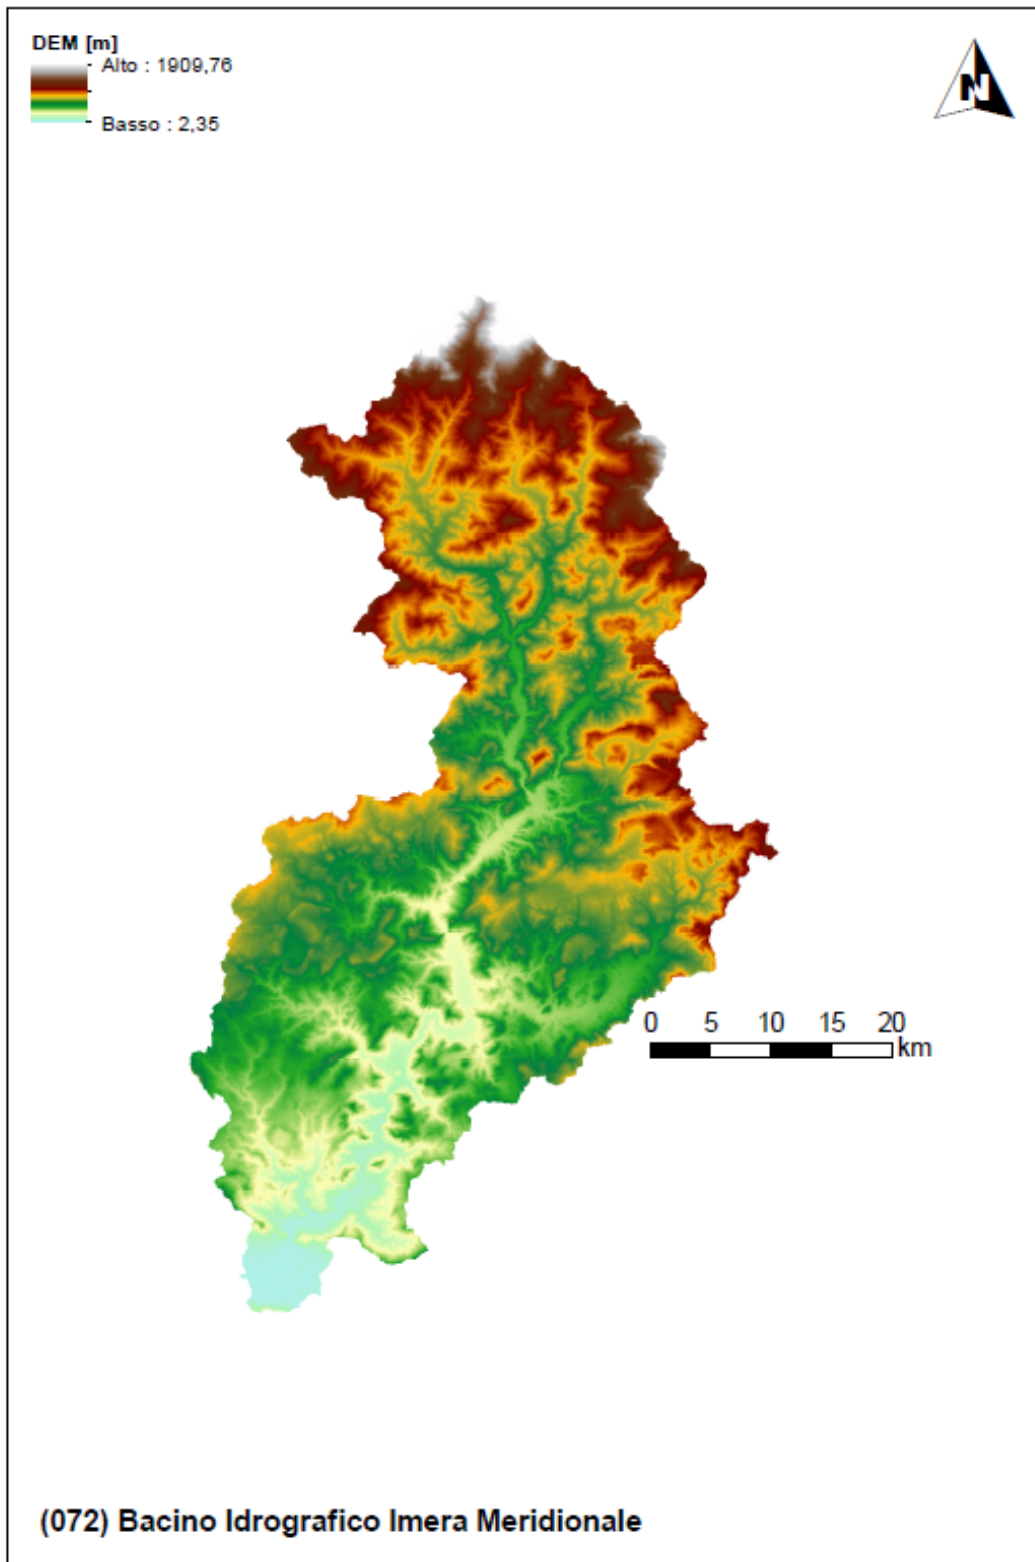 DEM [m]
Alto : 1909,76
Basso : 2,35
N
0 5 10 15 20
km
(072) Bacino Idrografico Imera Meridionale